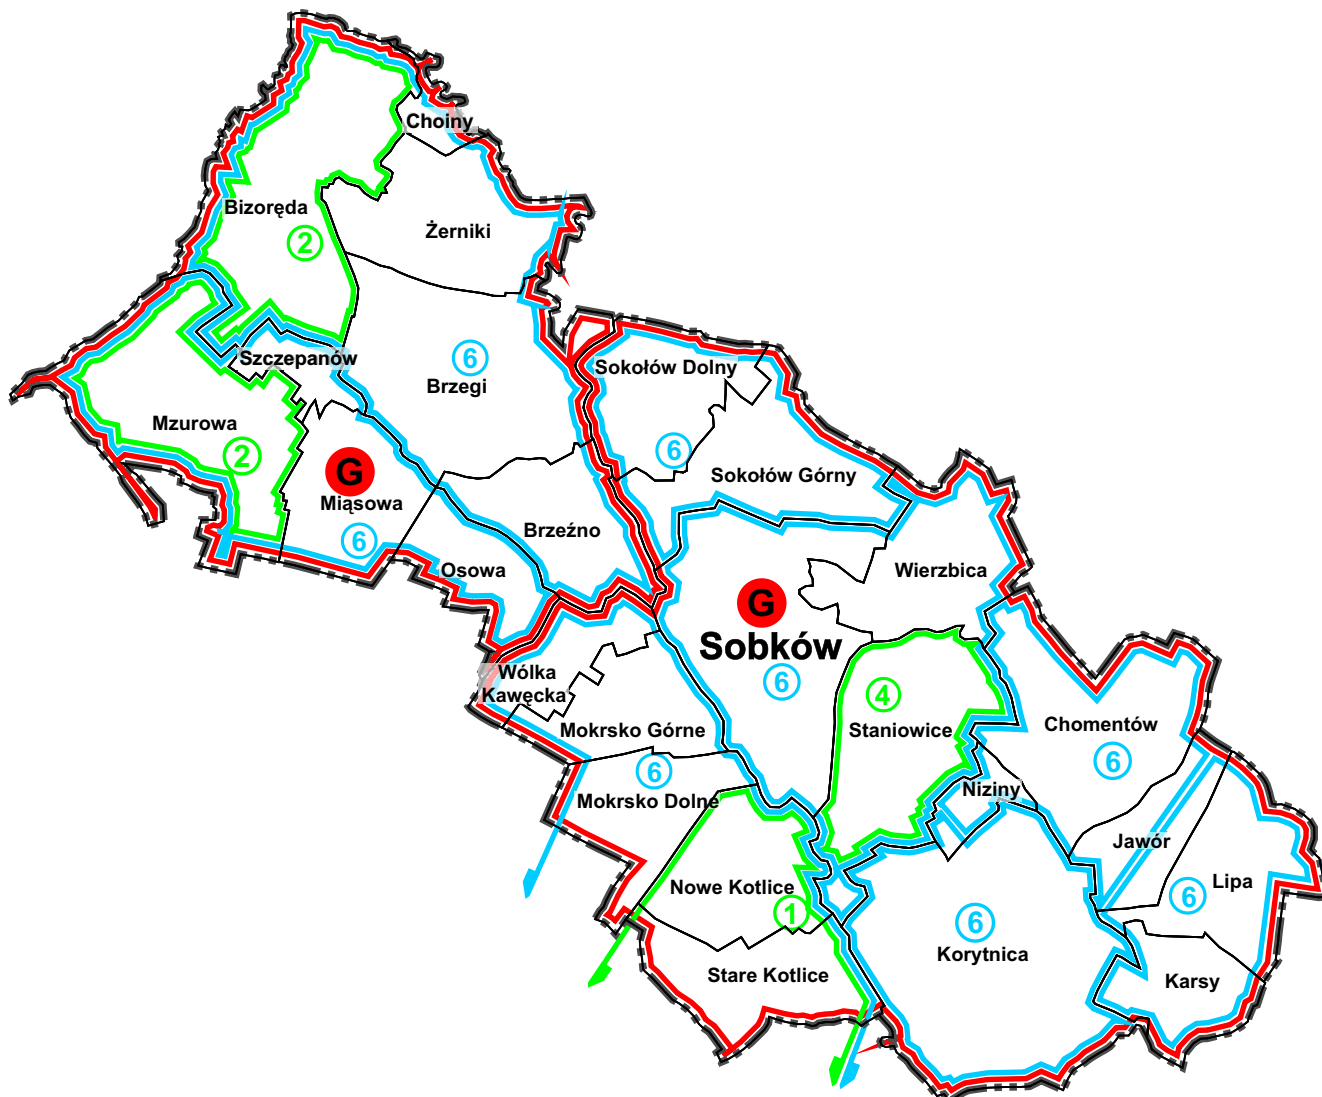 Choiny
Bizoręda
2
Żerniki
Szczepanów
6
Brzegi
Sokołów Dolny
Mzurowa
2
6
G
Miąsowa
6
Sokołów Górny
Brzeźno
Osowa
Wierzbica
G
Sobków
6
Wólka
Kawęcka
4
Staniowice
Mokrsko Górne
Chomentów
6
6
Mokrsko Dolne
Niziny
Jawór
Nowe Kotlice
1
6
Lipa
6
Korytnica
Stare Kotlice
Karsy